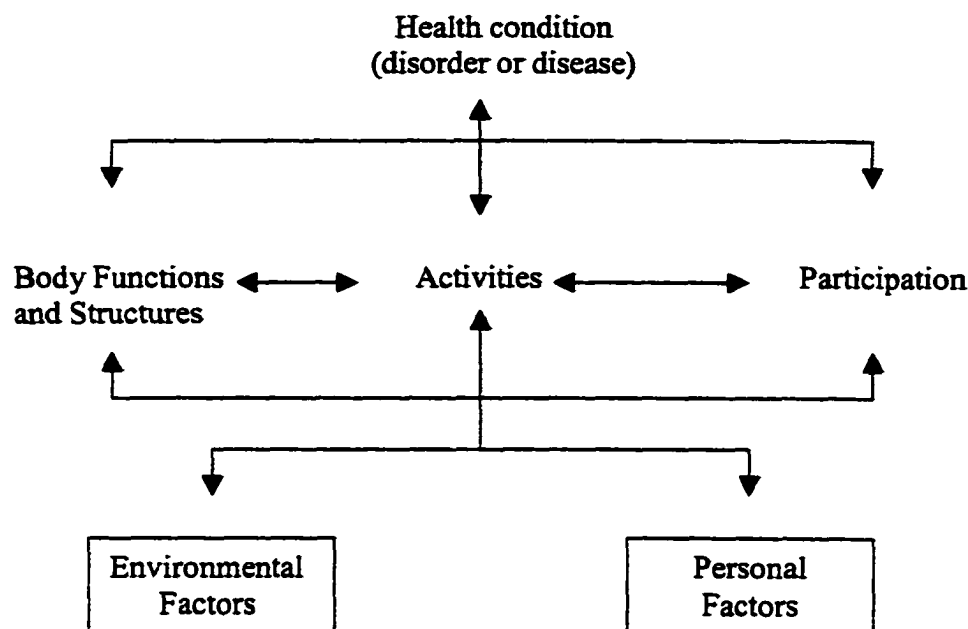 Health condition
(disorder or disease)
Body Functions
and Structures
Activities
Participation
Environmental
Factors
Personal
Factors